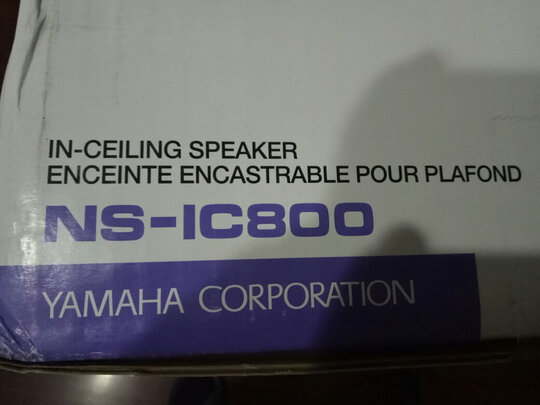 IN-CEILING SPEAKER
ENCEINTE ENCASTRABLE POUR PLAFOND
NS-IC800
YAMAHA CORPORATION